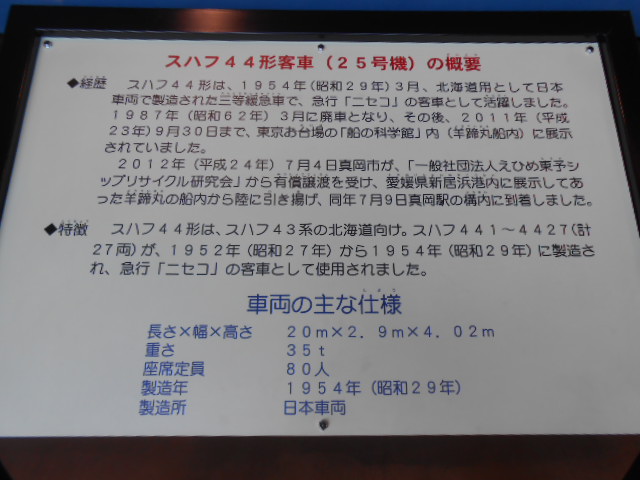 スハフ４４形客車（２５号機）の概要
◆経歴　スハフ４４形は、１９５４年（昭和２９年）３月、北海道用として日本
車両で製造された三等緩急車で、急行「ニセコ」の客車として活躍しました。
１９８７年（昭和６２年）３月に廃車となり、その後、２０１１年（平成
２３年）９月３０日まで、東京お台場の「船の科学館」内（羊蹄丸船内）に展示
されていました。
２０１２年（平成２４年）７月４日真岡市が、「一般社団法人えひめ東予シ
ップリサイクル研究会」から有償譲渡を受け、愛媛県新居浜港内に展示してあ
った羊蹄丸の船内から陸に引き揚げ、同年７月９日真岡駅の構内に到着しました。
◆特徴　スハフ４４形は、スハフ４３系の北海道向け。スハフ４４１～４４２７（計
２７両）が、１９５２年（昭和２７年）から１９５４年（昭和２９年）に製造さ
れ、急行「ニセコ」の客車として使用されました。
車両の主な仕様
長さ×幅×高さ　２０ｍ×２．９ｍ×４．０２ｍ
重さ　３５ｔ
座席定員　８０人
製造年　１９５４年（昭和２９年）
製造所　日本車両